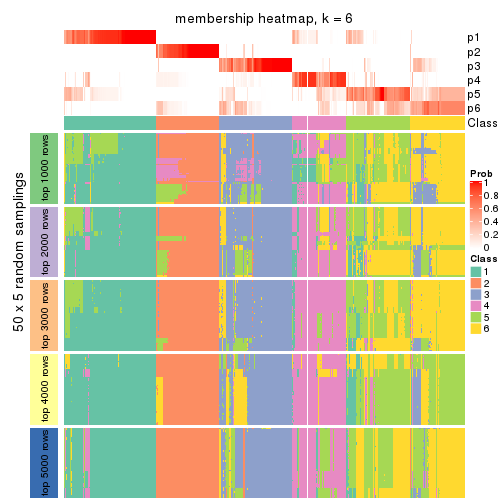 membership heatmap, k = 6
p1
p2
p3
p4
p5
p6
Class
50 x 5 random samplings
top 1000 rows
top 2000 rows
top 3000 rows
top 4000 rows
top 5000 rows
Prob
1
0.8
0.6
0.4
0.2
0
Class
1
2
3
4
5
6